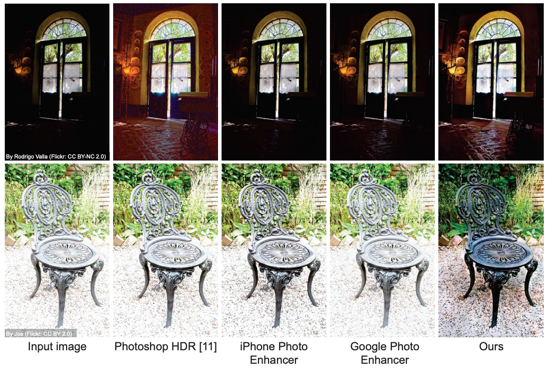 By Rodrigo Valla (Flickr: CC BY-NC 2.0)
By Joe (Flickr: CC BY 2.0)
Input image
Photoshop HDR [11]
iPhone Photo
Enhancer
Google Photo
Enhancer
Ours